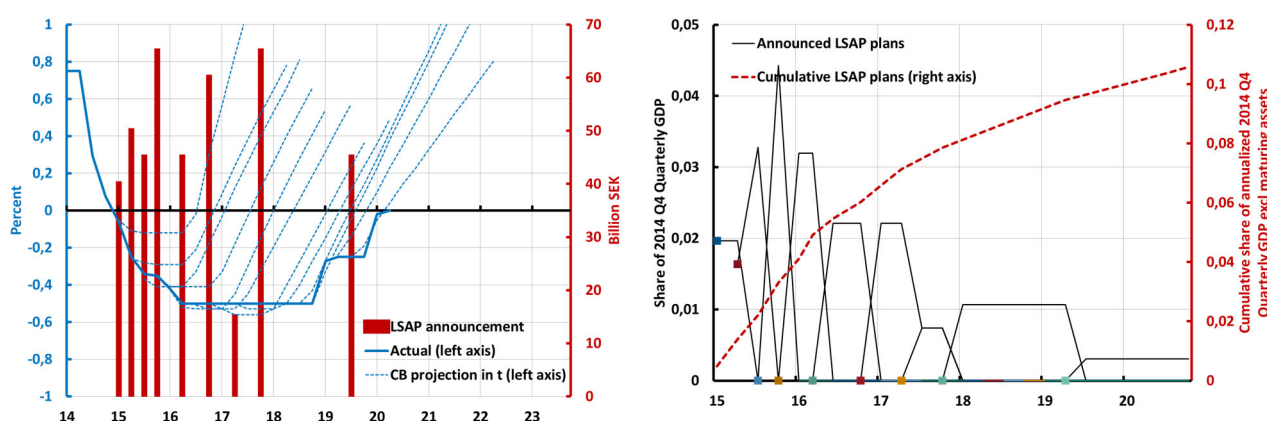 1
0,8
0,6
0,4
0,2
0
-0,2
-0,4
-0,6
-0,8
-1
Percent
70
60
50
40
30
20
10
0
Billion SEK
LSAP announcement
Actual (left axis)
CB projection in t (left axis)
14 15 16 17 18 19 20 21 22 23
0,05
0,04
0,03
0,02
0,01
0
Share of 2014 Q4 Quarterly GDP
Announced LSAP plans
Cumulative LSAP plans (right axis)
0,12
0,1
0,08
0,06
0,04
0,02
0
Cumulative share of annualized 2014 Q4
Quarterly GDP excl maturing assets
15 16 17 18 19 20